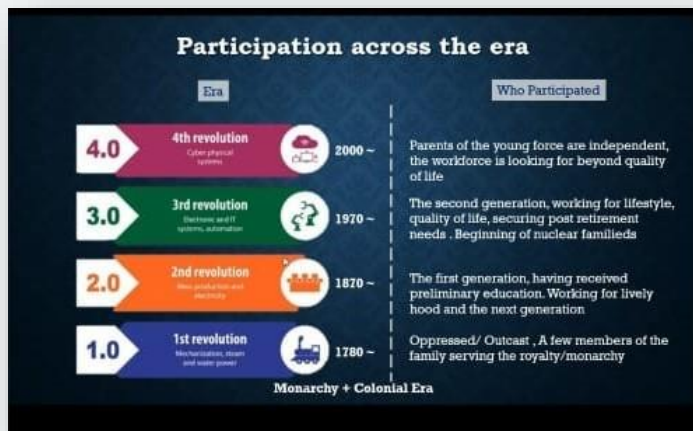 Participation across the era
Era
Who Participated
4.0
4th revolution
Cyber physical
systems
2000 ~
Parents of the young force are independent,
the workforce is looking for beyond quality
of life
3.0
3rd revolution
Electronic and IT
systems, automation
1970 ~
The second generation, working for lifestyle,
quality of life, securing post retirement
needs . Beginning of nuclear familieds
2.0
2nd revolution
Mass production and
electricity
1870 ~
The first generation, having received
preliminary education. Working for lively
hood and the next generation
1.0
1st revolution
Mechanization, steam
and water power
1780 ~
Oppressed/ Outcast , A few members of the
family serving the royalty/monarchy
Monarchy + Colonial Era